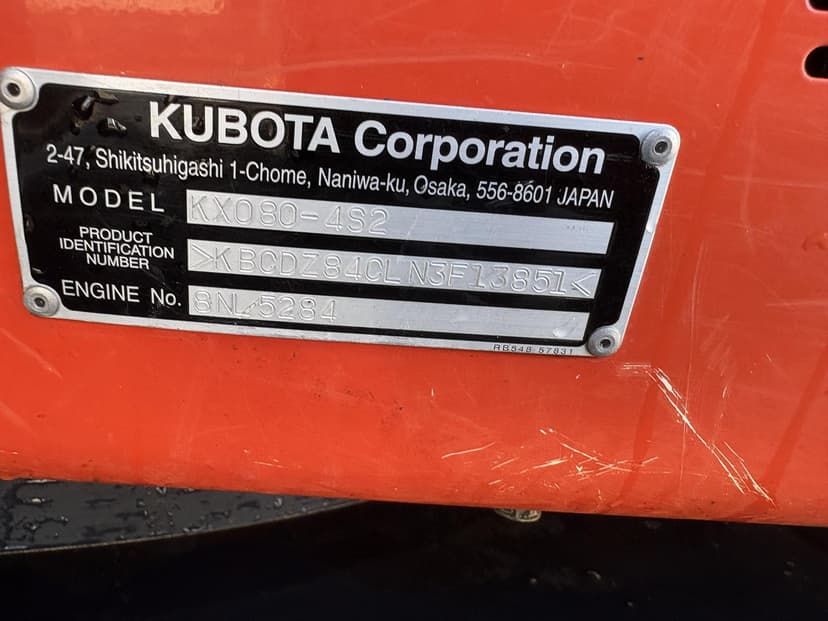 KUBOTA Corporation
2-47, Shikitsuhigashi 1-Chome, Naniwa-ku, Osaka, 556-8601 JAPAN
MODEL KX080-4S2
PRODUCT IDENTIFICATION NUMBER >KBCDZ84CLN3F13851<
ENGINE No. 8NL5284
RB548-57831